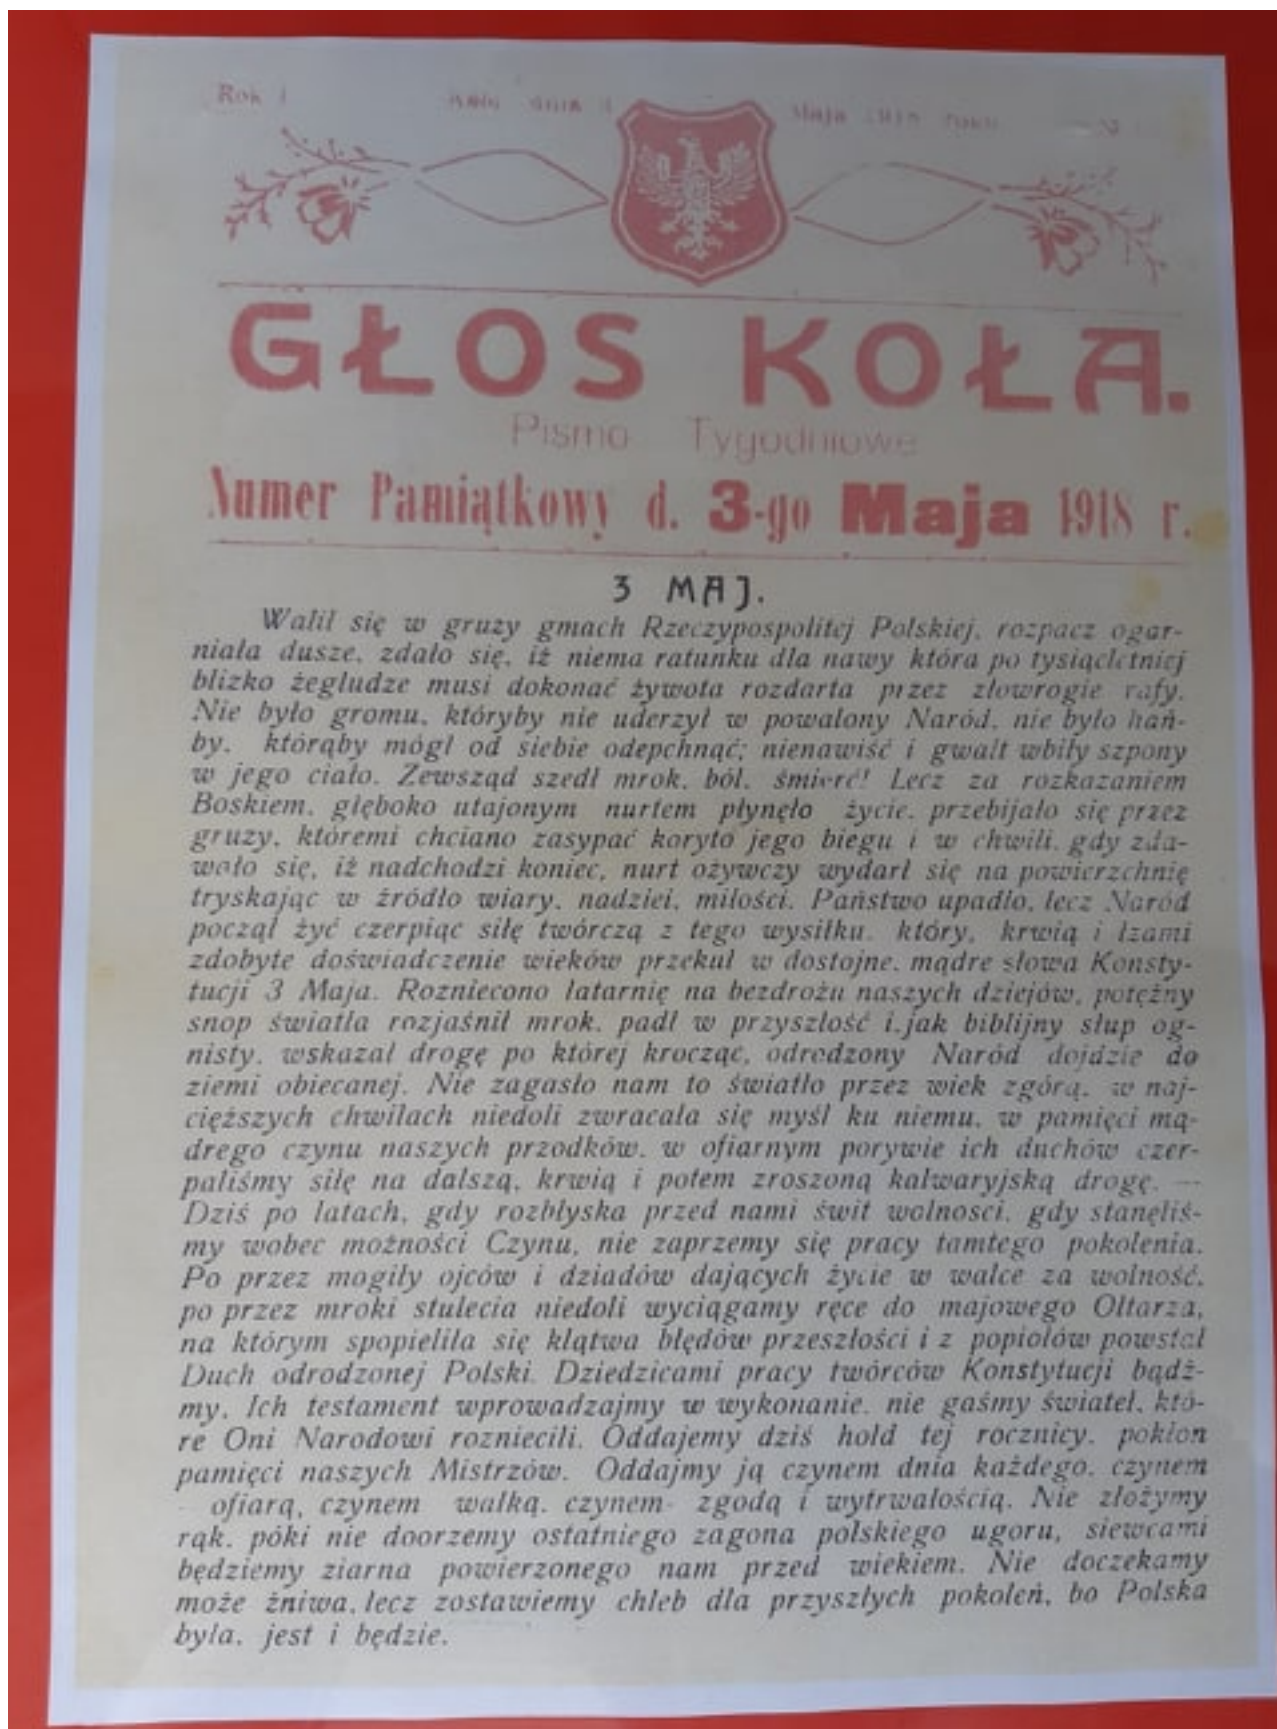 Rok I dnia Maja roku
GŁOS KOŁA.
Pismo Tygodniowe
Numer Pamiątkowy d. 3-go Maja 1918 r.
3 MAJ.
Walił się w gruzy gmach Rzeczypospolitej Polskiej, rozpacz ogar-
niała dusze, zdało się, iż niema ratunku dla nawy która po tysiącletniej
blizko żegludze musi dokonać żywota rozdarta przez złowrogie rafy.
Nie było gromu, któryby nie uderzył w powalony Naród, nie było hań-
by, którąby mógł od siebie odepchnąć; nienawiść i gwałt wbiły szpony
w jego ciało. Zewsząd szedł mrok, ból, śmierć! Lecz za rozkazaniem
Boskiem, głęboko utajonym nurtem płynęło życie, przebijało się przez
gruzy, któremi chciano zasypać koryto jego biegu i w chwili, gdy zda-
wało się, iż nadchodzi koniec, nurt ożywczy wydarł się na powierzchnię
tryskając w źródło wiary, nadziei, miłości. Państwo upadło, lecz Naród
począł żyć czerpiąc siłę twórczą z tego wysiłku, który, krwią i łzami
zdobyte doświadczenie wieków przekuł w dostojne, mądre słowa Konsty-
tucji 3 Maja. Rozniecono latarnię na bezdrożu naszych dziejów, potężny
snop światła rozjaśnił mrok, padł w przyszłość i, jak biblijny słup og-
nisty, wskazał drogę po której krocząc, odrodzony Naród dojdzie do
ziemi obiecanej. Nie zagasło nam to światło przez wiek zgórą, w naj-
cięższych chwilach niedoli zwracała się myśl ku niemu, w pamięci mą-
drego czynu naszych przodków, w ofiarnym porywie ich duchów czer-
paliśmy siłę na dalszą, krwią i potem zroszoną kalwaryjską drogę. —
Dziś po latach, gdy rozbłyska przed nami świt wolności, gdy stanęliś-
my wobec możności Czynu, nie zaprzemy się pracy tamtego pokolenia.
Po przez mogiły ojców i dziadów dających życie w walce za wolność,
po przez mroki stulecia niedoli wyciągamy ręce do majowego Ołtarza,
na którym spopieliła się klątwa błędów przeszłości i z popiołów powstał
Duch odrodzonej Polski. Dziedzicami pracy twórców Konstytucji bądź-
my, Ich testament wprowadzajmy w wykonanie, nie gaśmy świateł, któ-
re Oni Narodowi rozniecili. Oddajemy dziś hołd tej rocznicy, pokłon
pamięci naszych Mistrzów. Oddajmy ją czynem dnia każdego, czynem
- ofiarą, czynem walką, czynem- zgodą i wytrwałością. Nie złożymy
rąk, póki nie doorzemy ostatniego zagona polskiego ugoru, siewcami
będziemy ziarna powierzonego nam przed wiekiem. Nie doczekamy
może żniwa, lecz zostawiemy chleb dla przyszłych pokoleń, bo Polska
była, jest i będzie.